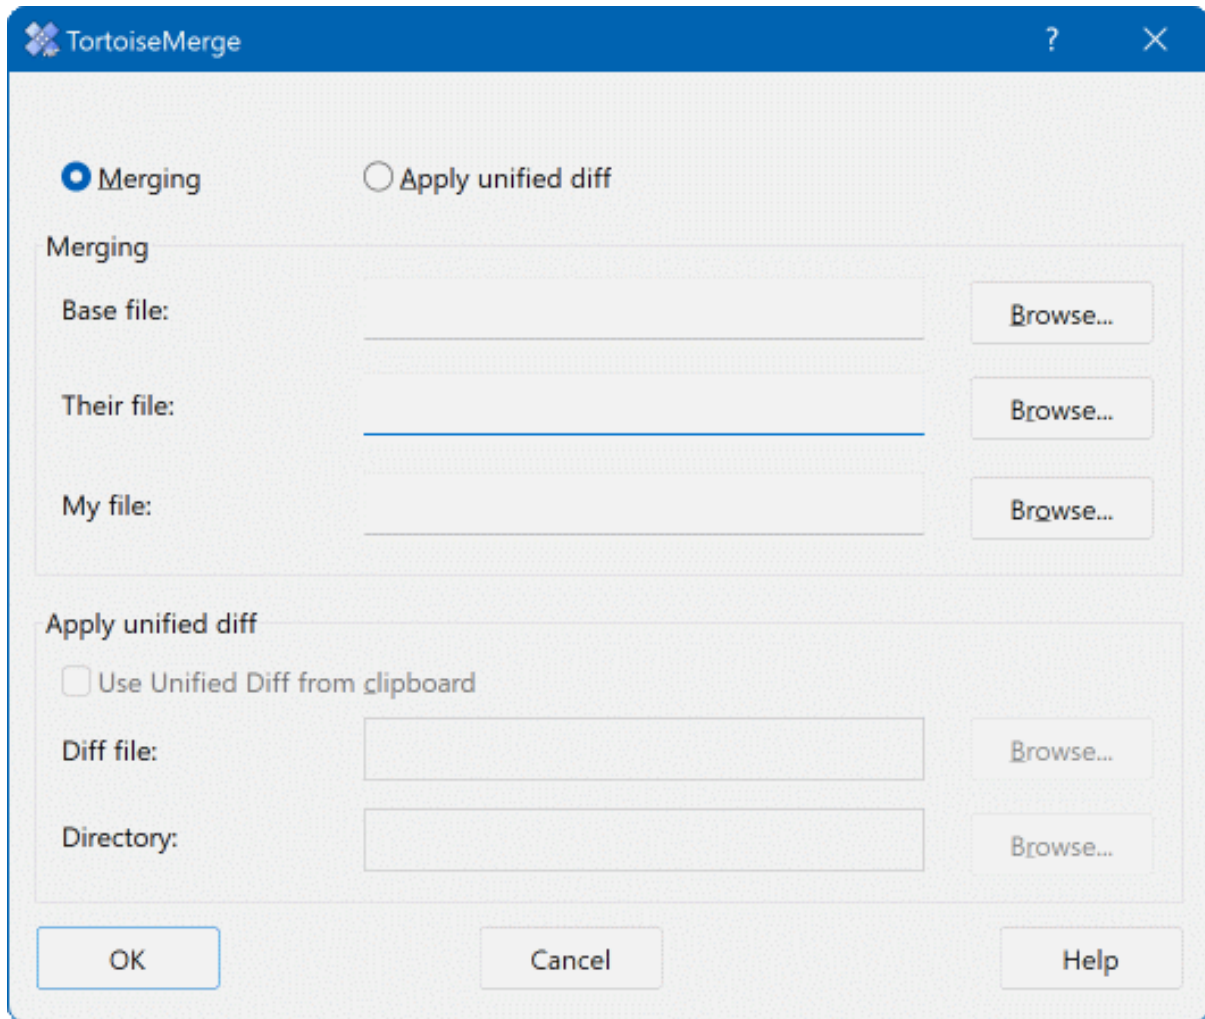 TortoiseMerge ?
Merging Apply unified diff
Merging
Base file: Browse...
Their file: Browse...
My file: Browse...
Apply unified diff
Use Unified Diff from clipboard
Diff file: Browse...
Directory: Browse...
OK Cancel Help